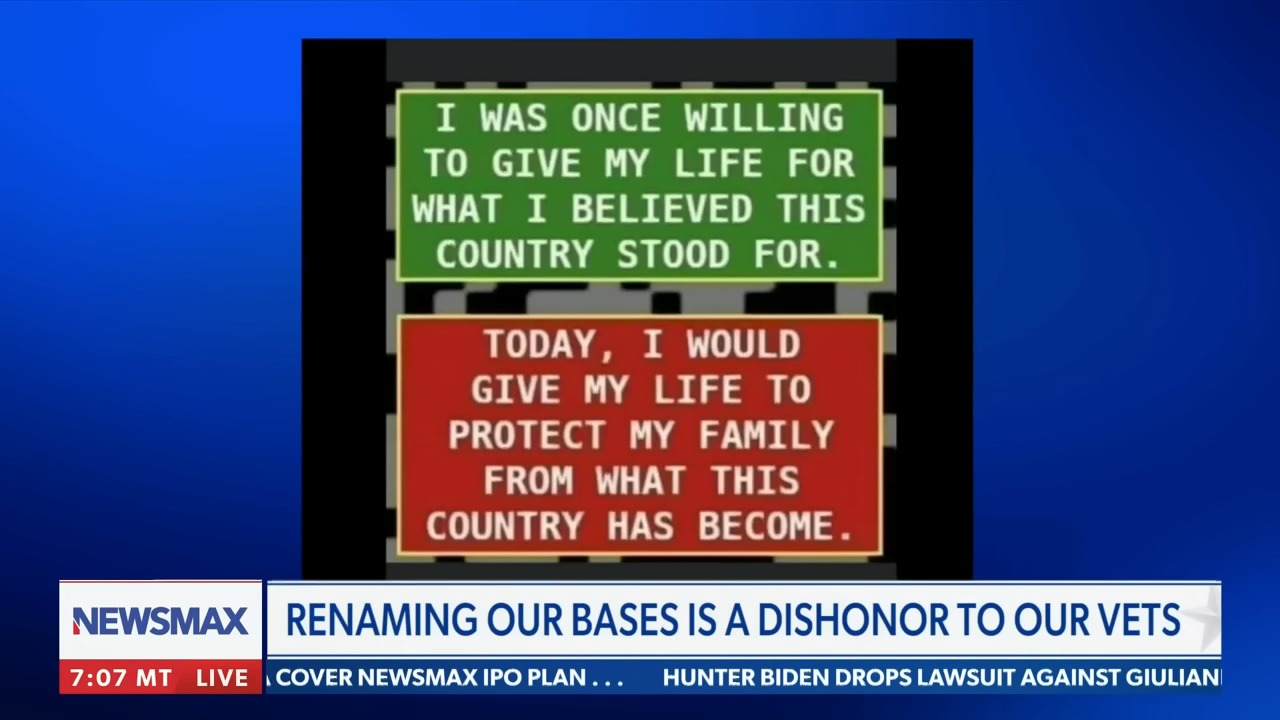 I WAS ONCE WILLING
TO GIVE MY LIFE FOR
WHAT I BELIEVED THIS
COUNTRY STOOD FOR.
TODAY, I WOULD
GIVE MY LIFE TO
PROTECT MY FAMILY
FROM WHAT THIS
COUNTRY HAS BECOME.
NEWSMAX
RENAMING OUR BASES IS A DISHONOR TO OUR VETS
7:07 MT LIVE
COVER NEWSMAX IPO PLAN . . . HUNTER BIDEN DROPS LAWSUIT AGAINST GIULIANI